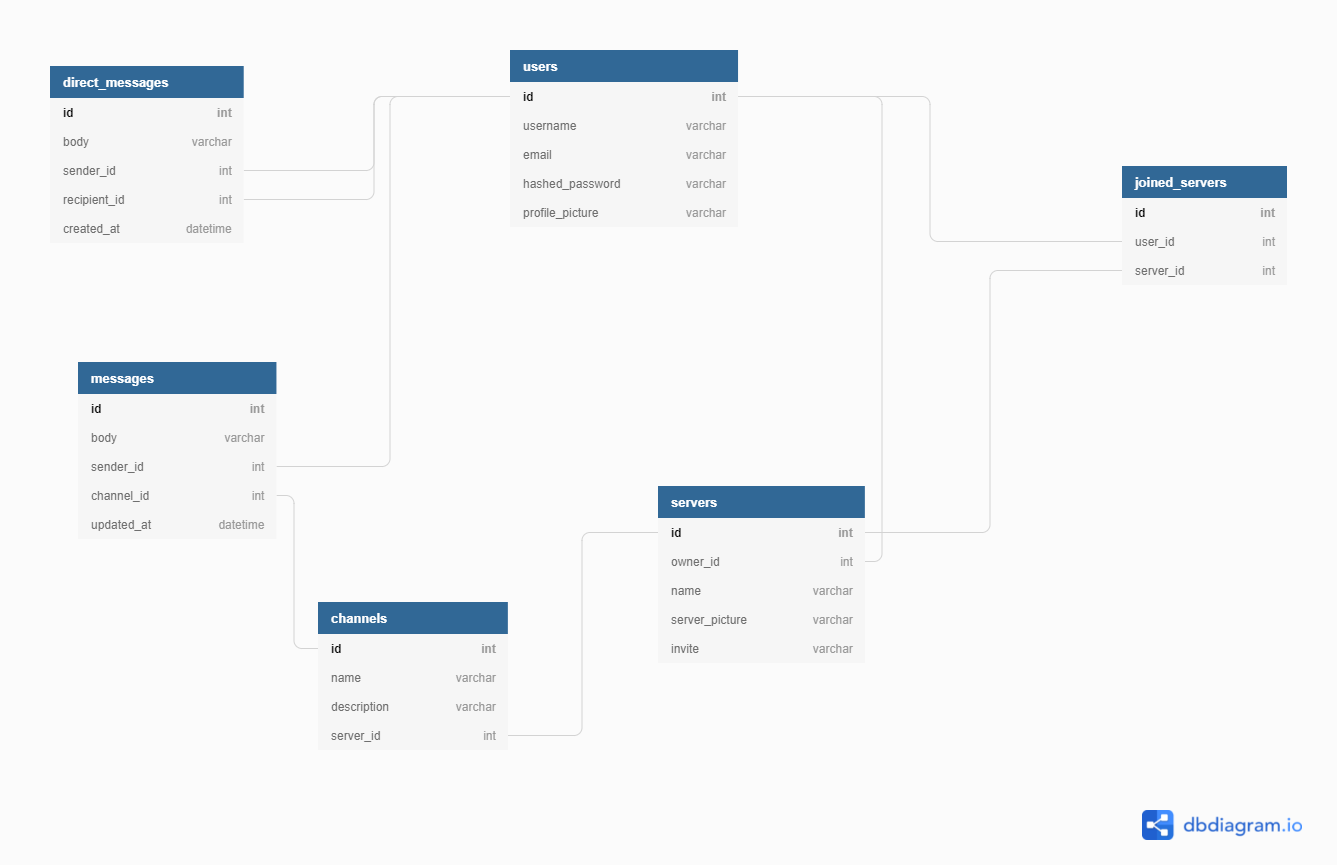 direct_messages
id int
body varchar
sender_id int
recipient_id int
created_at datetime
users
id int
username varchar
email varchar
hashed_password varchar
profile_picture varchar
joined_servers
id int
user_id int
server_id int
messages
id int
body varchar
sender_id int
channel_id int
updated_at datetime
servers
id int
owner_id int
name varchar
server_picture varchar
invite varchar
channels
id int
name varchar
description varchar
server_id int
dbdiagram.io